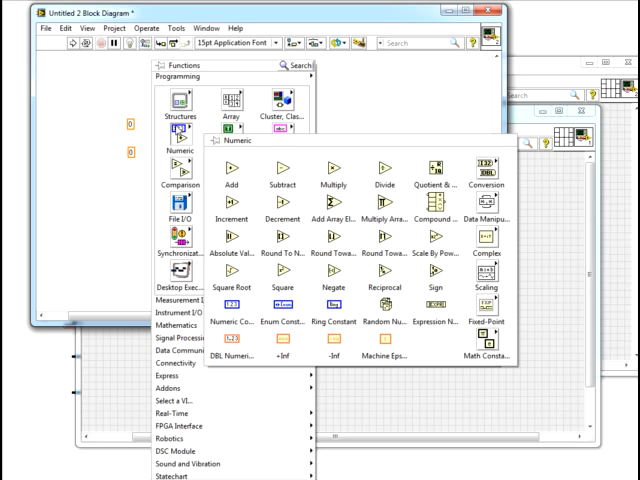 Untitled 2 Block Diagram *
File Edit View Project Operate Tools Window Help
15pt Application Font
Search
Functions
Search
Programming
Structures Array Cluster, Clas...
Numeric
Comparison
File I/O
Synchronizat...
Desktop Exec...
Measurement I
Instrument I/O
Mathematics
Signal Processi
Data Communi
Connectivity
Express
Addons
Select a VI...
Real-Time
FPGA Interface
Robotics
DSC Module
Sound and Vibration
Statechart
Numeric
Add Subtract Multiply Divide Quotient & ... Conversion
Increment Decrement Add Array El... Multiply Arra... Compound ... Data Manipu...
Absolute Val... Round To N... Round Towa... Round Towa... Scale By Pow... Complex
Square Root Square Negate Reciprocal Sign Scaling
Numeric Co... Enum Const... Ring Constant Random Nu... Expression N... Fixed-Point
DBL Numeri... +Inf -Inf Machine Eps... Math Consta...
0
0